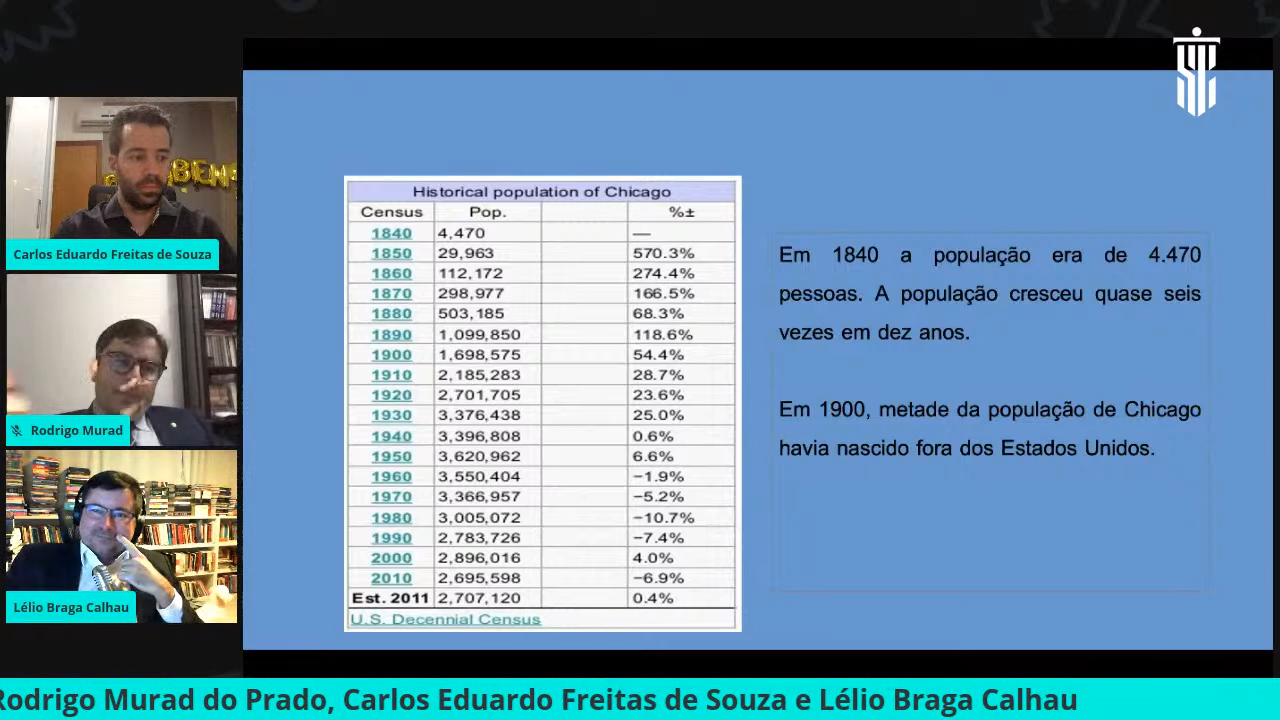 Carlos Eduardo Freitas de Souza
Rodrigo Murad
Lélio Braga Calhau
Historical population of Chicago
Census Pop. %±
1840 4,470 —
1850 29,963 570.3%
1860 112,172 274.4%
1870 298,977 166.5%
1880 503,185 68.3%
1890 1,099,850 118.6%
1900 1,698,575 54.4%
1910 2,185,283 28.7%
1920 2,701,705 23.6%
1930 3,376,438 25.0%
1940 3,396,808 0.6%
1950 3,620,962 6.6%
1960 3,550,404 −1.9%
1970 3,366,957 −5.2%
1980 3,005,072 −10.7%
1990 2,783,726 −7.4%
2000 2,896,016 4.0%
2010 2,695,598 −6.9%
Est. 2011 2,707,120 0.4%
U.S. Decennial Census
Em 1840 a população era de 4.470
pessoas. A população cresceu quase seis
vezes em dez anos.
Em 1900, metade da população de Chicago
havia nascido fora dos Estados Unidos.
Rodrigo Murad do Prado, Carlos Eduardo Freitas de Souza e Lélio Braga Calhau